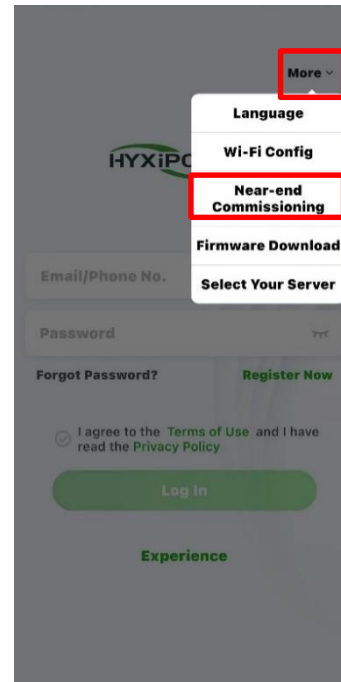 More
Language
HYXiPO
Wi-Fi Config
Near-end
Commissioning
Firmware Download
Email/Phone No.
Select Your Server
Password
Forgot Password? Register Now
I agree to the Terms of Use and I have
read the Privacy Policy
Log In
Experience